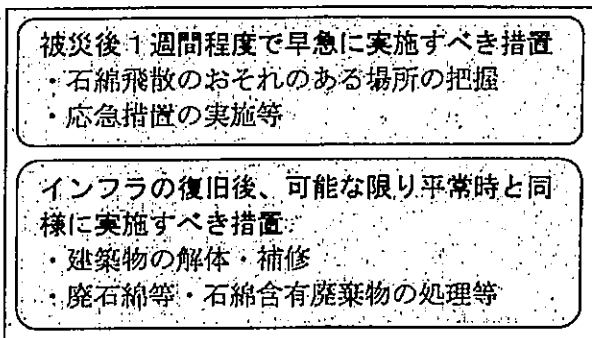 被災後１週間程度で早急に実施すべき措置
・石綿飛散のおそれのある場所の把握
・応急措置の実施等
インフラの復旧後、可能な限り平常時と同
様に実施すべき措置
・建築物の解体・補修
・廃石綿等・石綿含有廃棄物の処理等